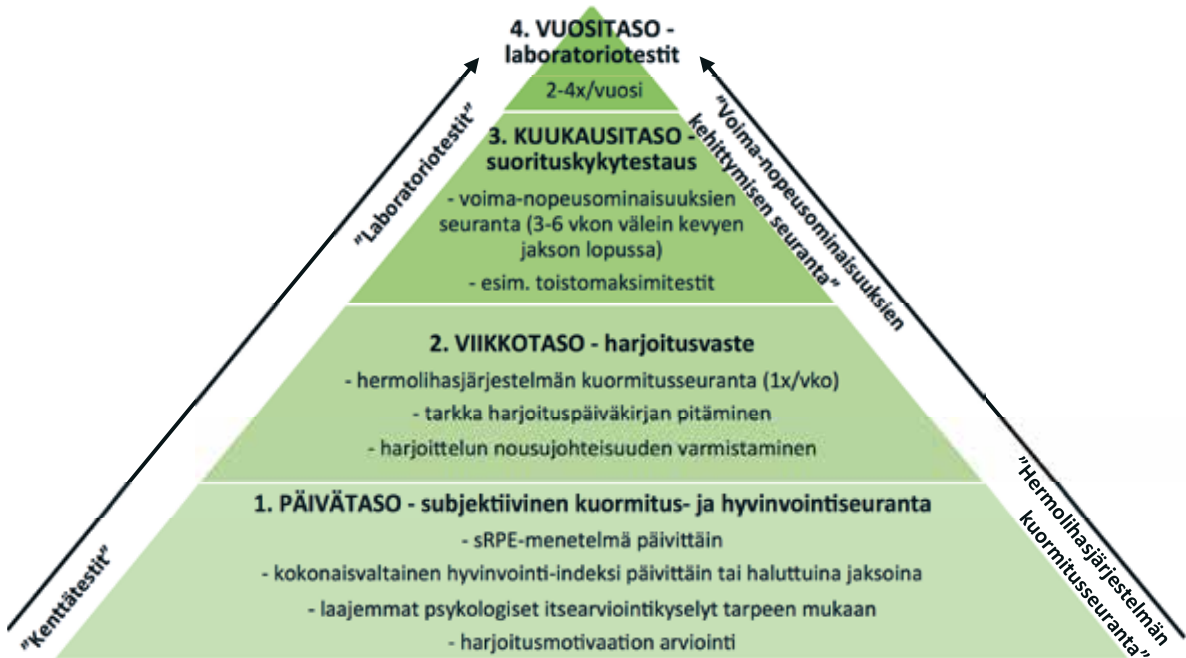 4. VUOSITASO -
laboratoriotestit
2-4x/vuosi
3. KUUKAUSITASO -
suorituskykytestaus
- voima-nopeusominaisuuksien
seuranta (3-6 vkon välein kevyen
jakson lopussa)
- esim. toistomaksimitestit
2. VIIKKOTASO - harjoitusvaste
- hermolihasjärjestelmän kuormitusseuranta (1x/vko)
- tarkka harjoituspäiväkirjan pitäminen
- harjoittelun nousujohteisuuden varmistaminen
1. PÄIVÄTASO - subjektiivinen kuormitus- ja hyvinvointiseuranta
- sRPE-menetelmä päivittäin
- kokonaisvaltainen hyvinvointi-indeksi päivittäin tai haluttuina jaksoina
- laajemmat psykologiset itsearviointikyselyt tarpeen mukaan
- harjoitusmotivaation arviointi
”Laboratoriotestit”
”Kenttätestit”
”Voima-nopeusominaisuuksien
kehittymisen seuranta”
”Hermolihasjärjestelmän
kuormitusseuranta”